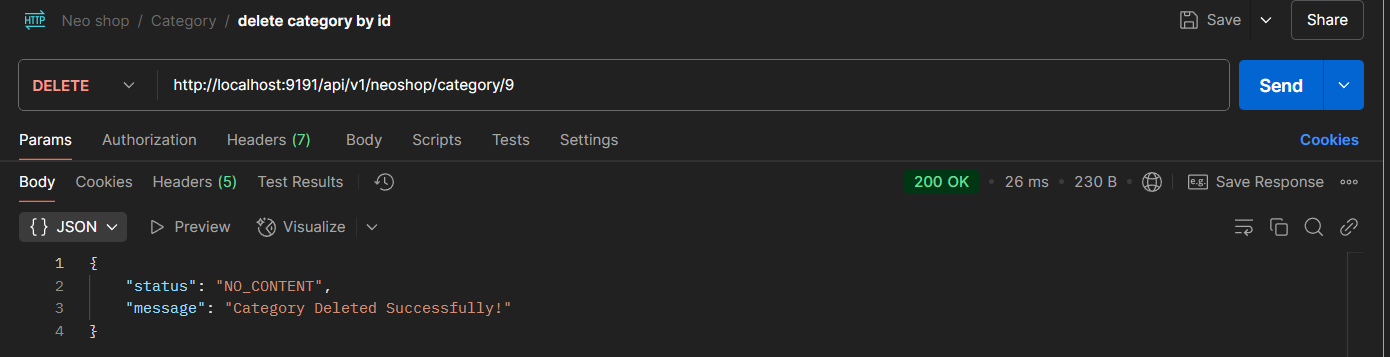 HTTP Neo shop / Category / delete category by id Save Share
DELETE http://localhost:9191/api/v1/neoshop/category/9 Send
Params Authorization Headers (7) Body Scripts Tests Settings Cookies
Body Cookies Headers (5) Test Results 200 OK • 26 ms • 230 B • e.g. Save Response
{} JSON Preview Visualize
1 {
2 "status": "NO_CONTENT",
3 "message": "Category Deleted Successfully!"
4 }